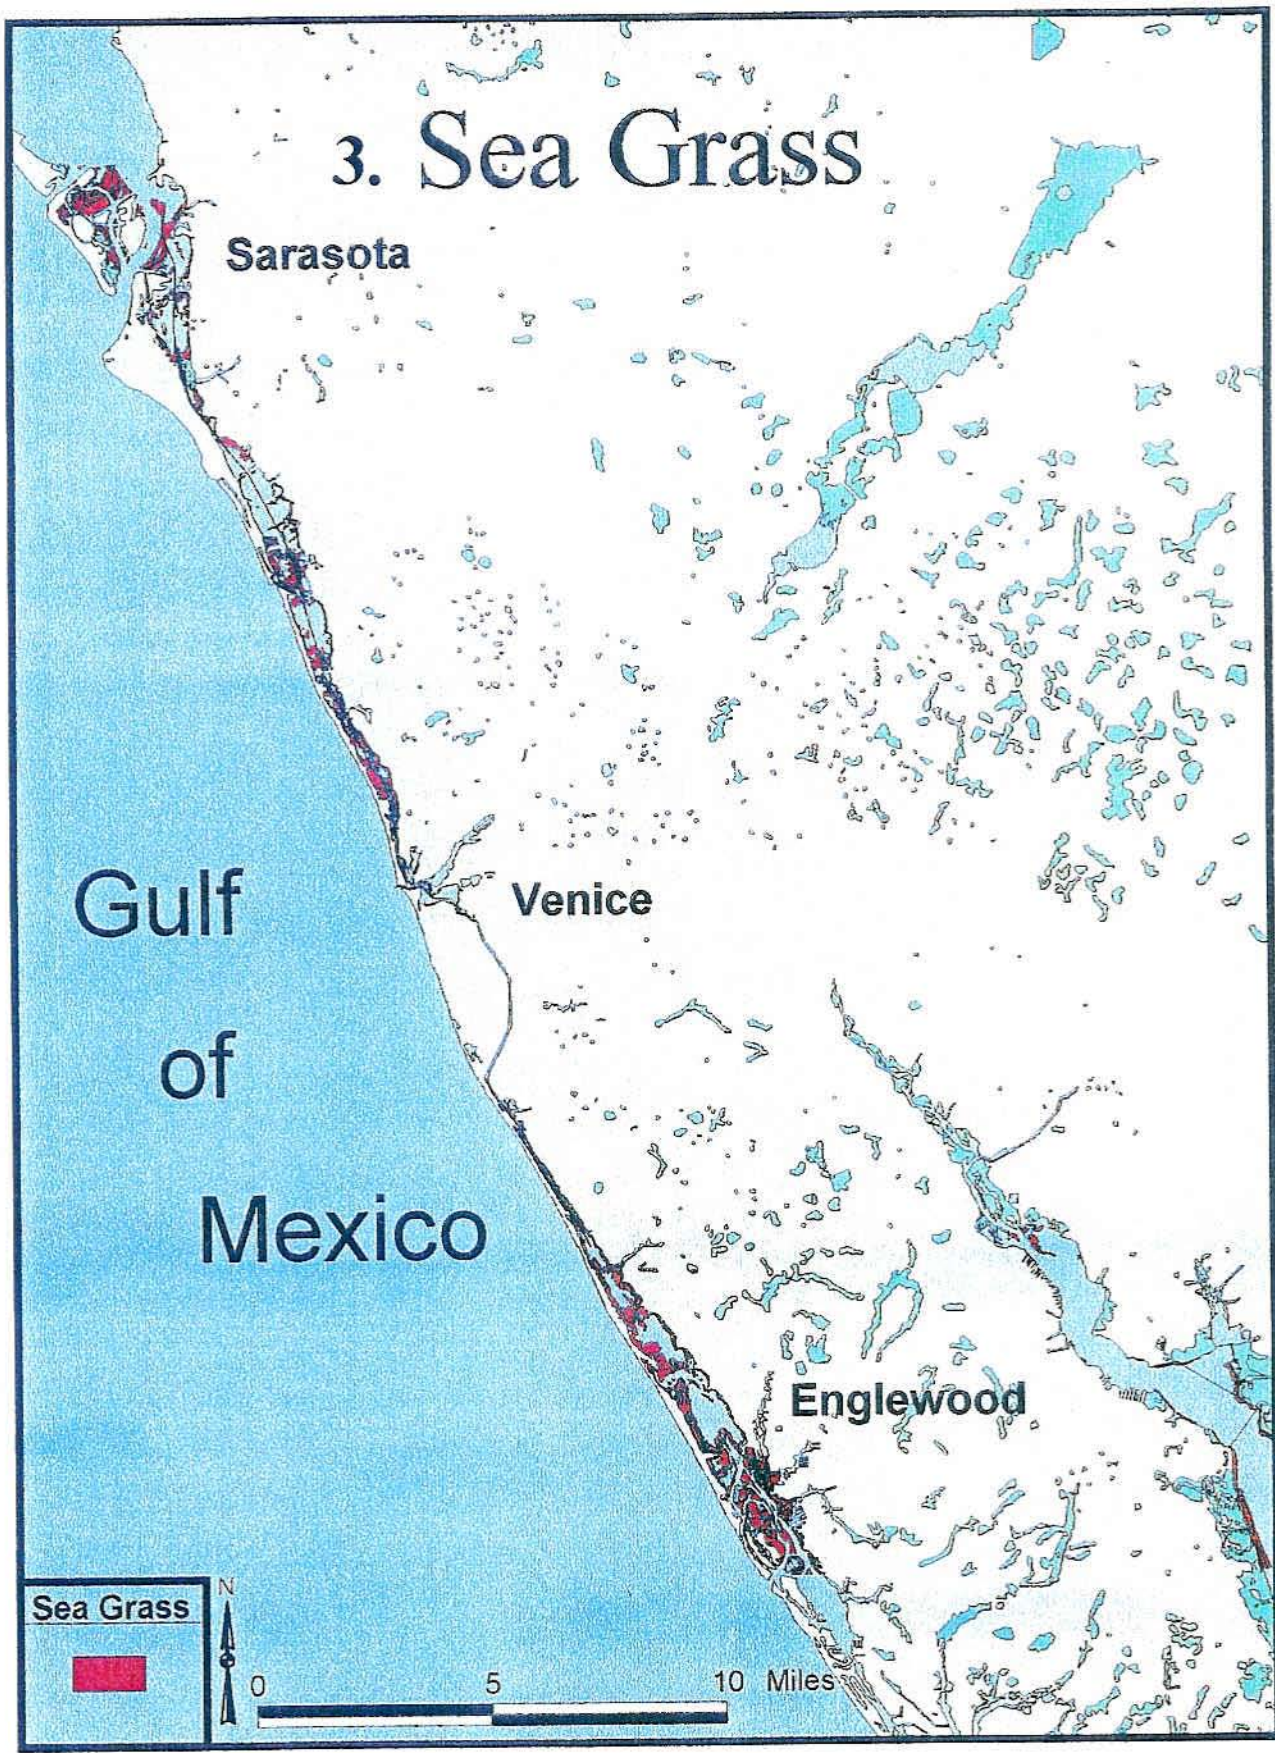 3. Sea Grass
Sarasota
Venice
Gulf
of
Mexico
Englewood
Sea Grass
N
0 5 10 Miles